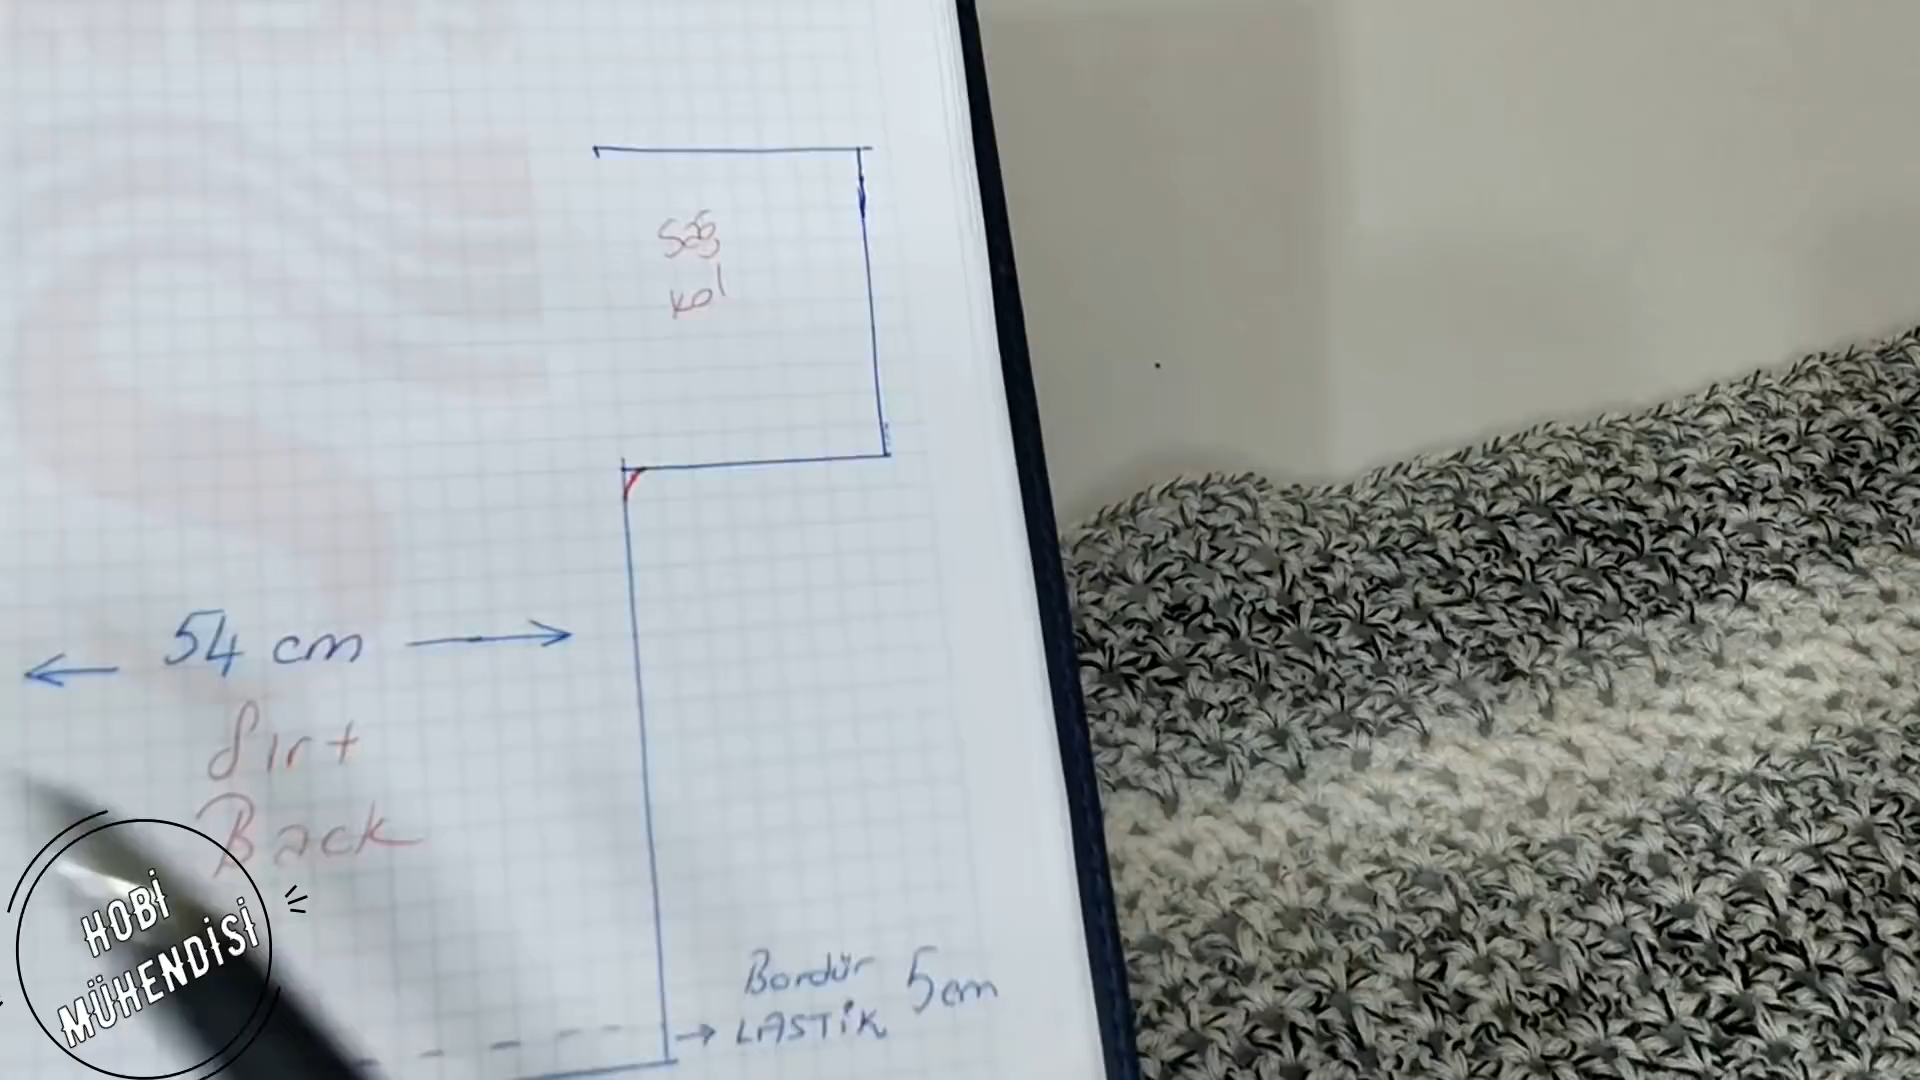 Sağ
kol
54 cm
Sırt
Back
Bordür 5cm
LASTİK
HOBİ
MÜHENDİSİ